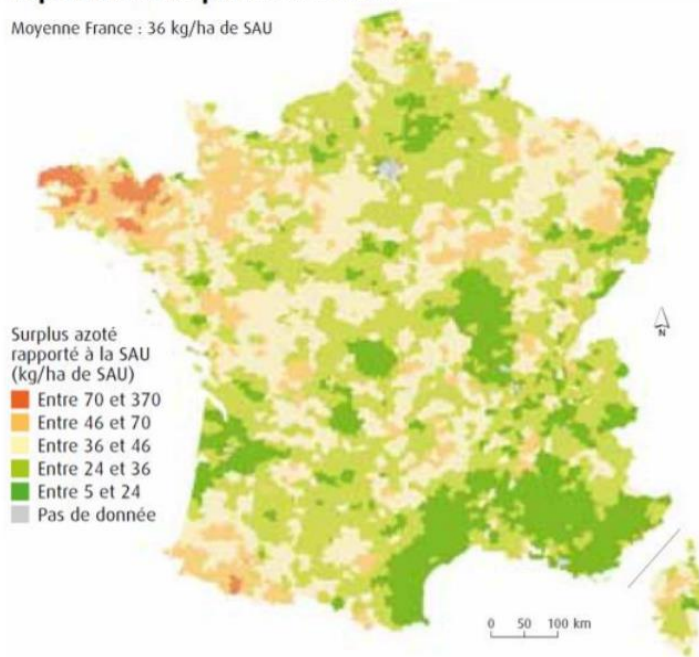 Moyenne France : 36 kg/ha de SAU
Surplus azoté
rapporté à la SAU
(kg/ha de SAU)
Entre 70 et 370
Entre 46 et 70
Entre 36 et 46
Entre 24 et 36
Entre 5 et 24
Pas de donnée
N
0 50 100 km